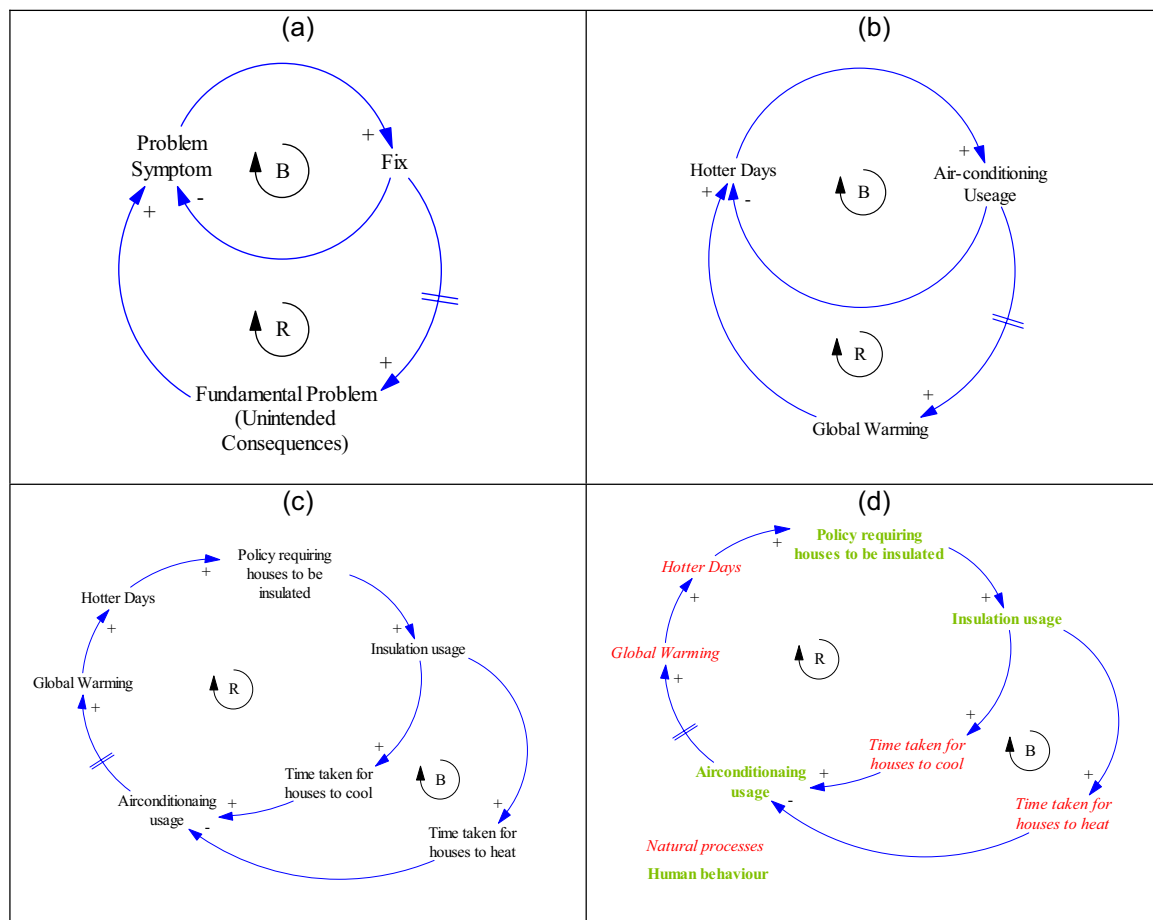 (a)
Problem
Symptom
+
-
+
B
Fix
R
+
Fundamental Problem
(Unintended
Consequences)
(b)
Hotter Days
+
-
+
B
Air-conditioning
Useage
R
+
Global Warming
(c)
Policy requiring
houses to be
insulated
+
Hotter Days
+
+
Insulation usage
Global Warming
R
+
+
Time taken for
houses to cool
B
Airconditionaing
usage
+
-
+
Time taken for
houses to heat
(d)
Policy requiring
houses to be insulated
+
Hotter Days
+
+
Insulation usage
Global Warming
R
+
+
Time taken for
houses to cool
B
Airconditionaing
usage
+
-
+
Time taken for
houses to heat
Natural processes
Human behaviour